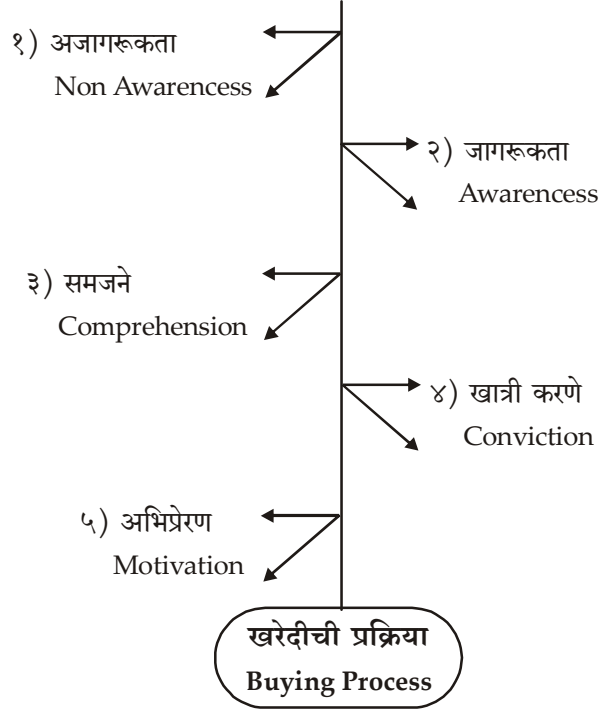 १) अजागरूकता
Non Awarencess
२) जागरूकता
Awarencess
३) समजने
Comprehension
४) खात्री करणे
Conviction
५) अभिप्रेरण
Motivation
खरेदीची प्रक्रिया
Buying Process